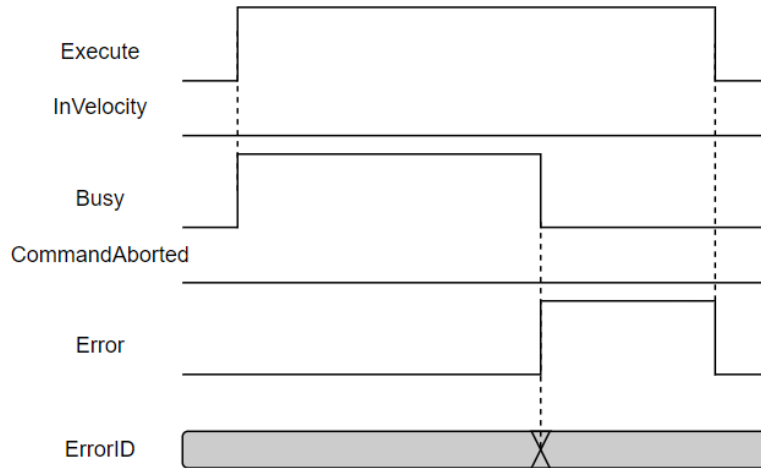 Execute
InVelocity
Busy
CommandAborted
Error
ErrorID